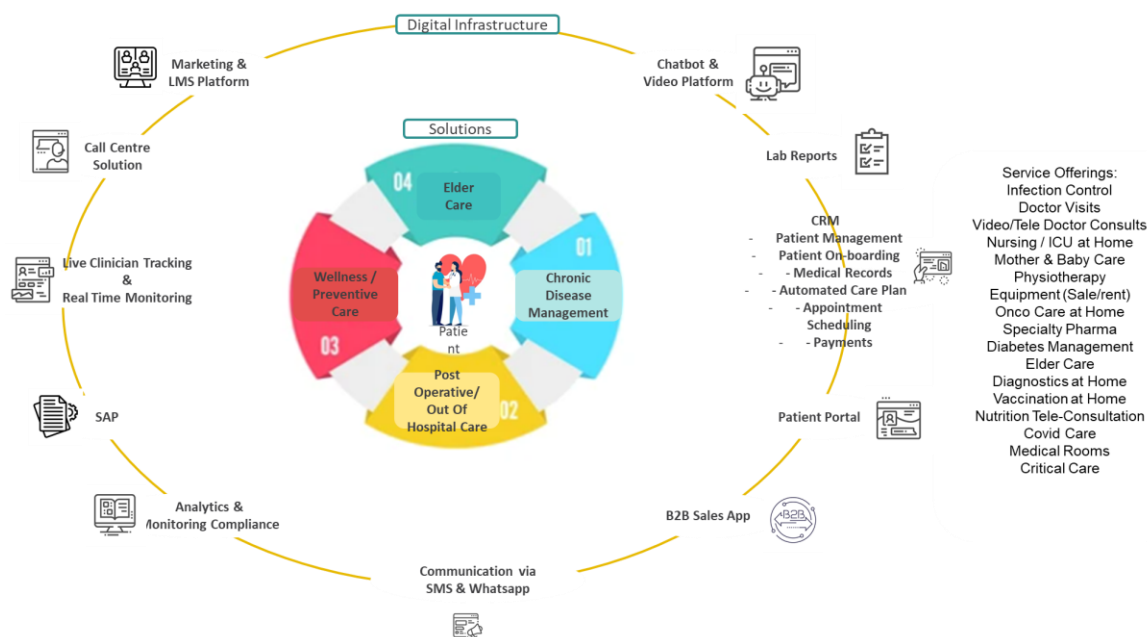 Digital Infrastructure
Marketing &
LMS Platform
Chatbot &
Video Platform
Call Centre
Solution
Solutions
Lab Reports
04
Elder
Care
01
Chronic
Disease
Management
Wellness /
Preventive
Care
03
Patie
nt
Post
Operative/
Out Of
Hospital Care
02
Live Clinician Tracking
&
Real Time Monitoring
CRM
- Patient Management
- Patient On-boarding
- - Medical Records
- - Automated Care Plan
- - Appointment
Scheduling
- - Payments
SAP
Patient Portal
Analytics &
Monitoring Compliance
B2B Sales App
B2B
Communication via
SMS & Whatsapp
Service Offerings:
Infection Control
Doctor Visits
Video/Tele Doctor Consults
Nursing / ICU at Home
Mother & Baby Care
Physiotherapy
Equipment (Sale/rent)
Onco Care at Home
Specialty Pharma
Diabetes Management
Elder Care
Diagnostics at Home
Vaccination at Home
Nutrition Tele-Consultation
Covid Care
Medical Rooms
Critical Care